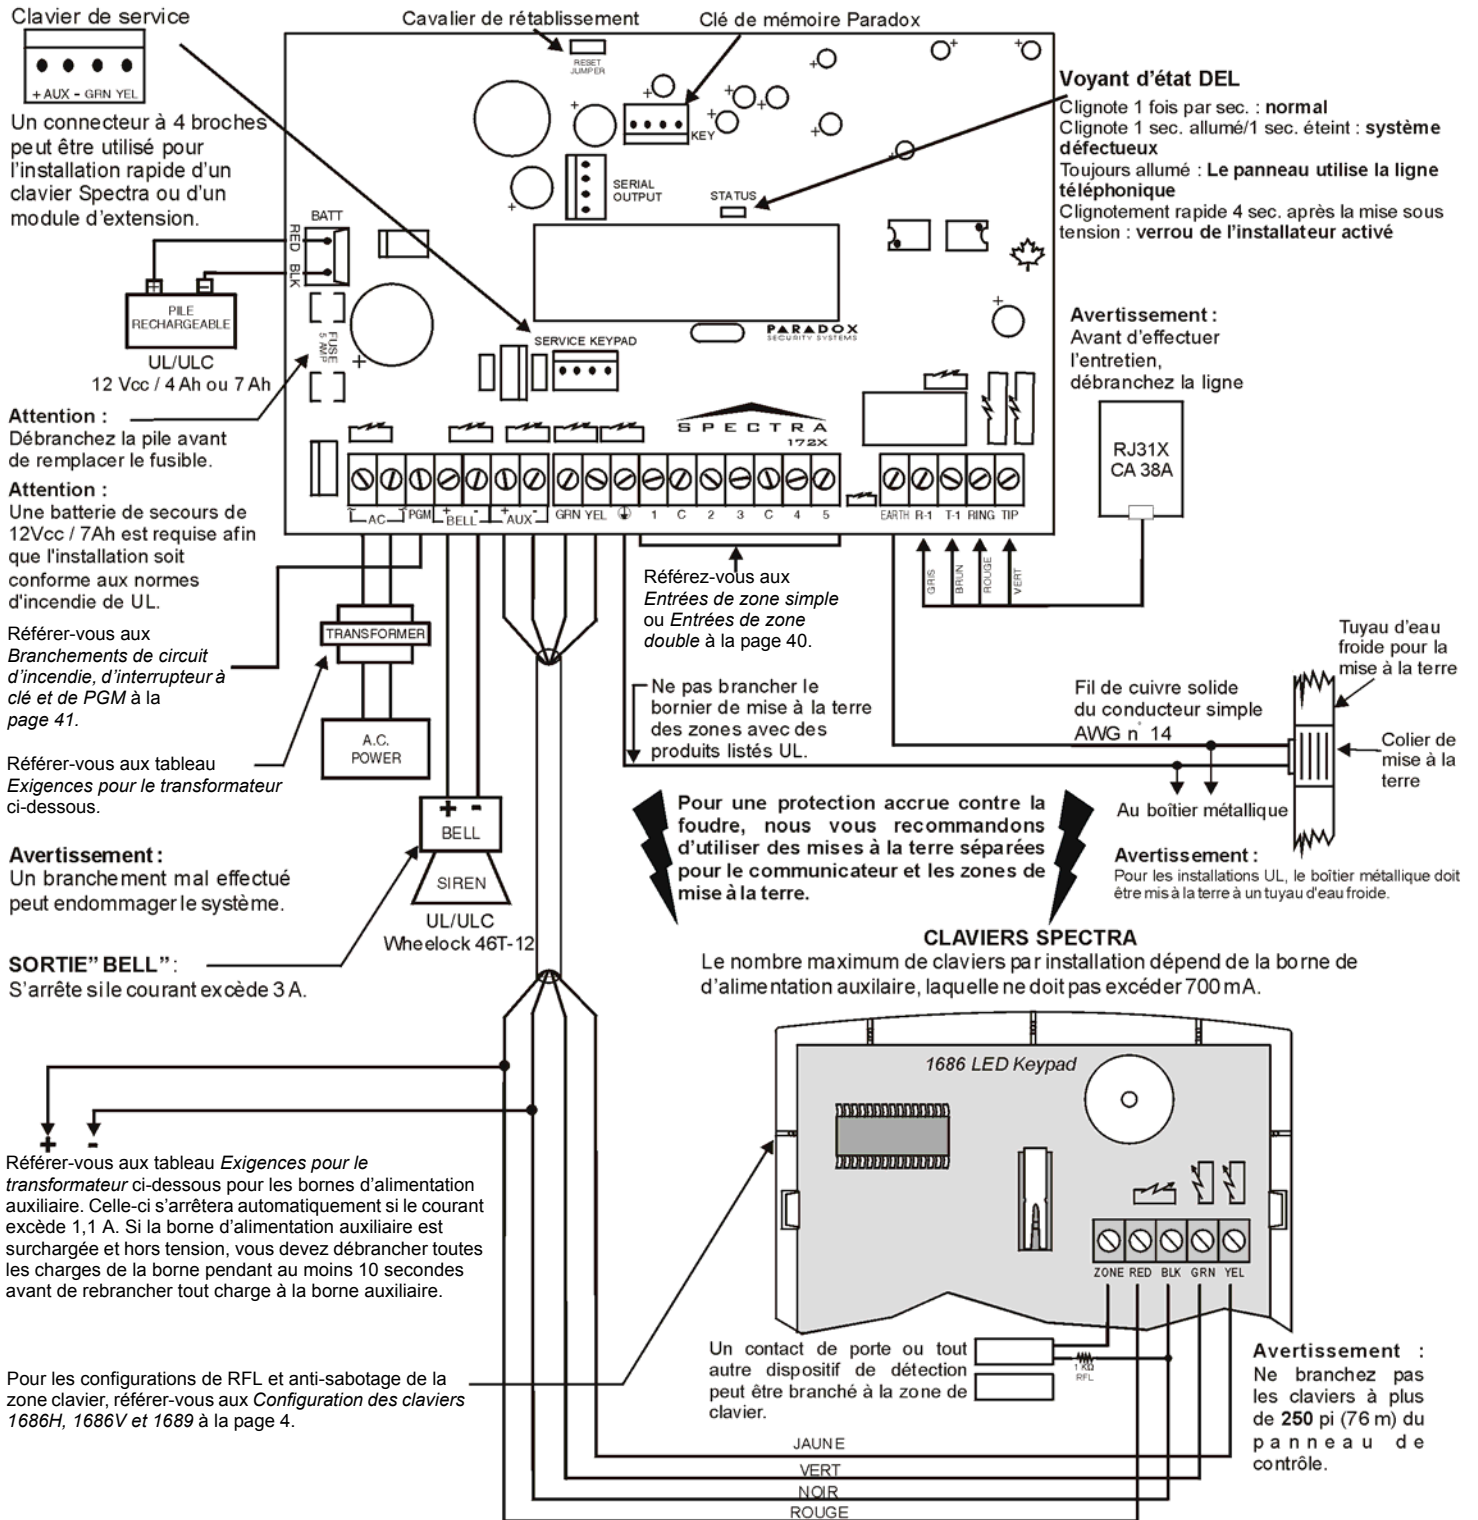 Clavier de service
+ AUX - GRN YEL
Un connecteur à 4 broches
peut être utilisé pour
l'installation rapide d'un
clavier Spectra ou d'un
module d'extension.
Cavalier de rétablissement
Clé de mémoire Paradox
RESET
JUMPER
KEY
SERIAL
OUTPUT
STATUS
Voyant d'état DEL
Clignote 1 fois par sec. : normal
Clignote 1 sec. allumé/1 sec. éteint : système
défectueux
Toujours allumé : Le panneau utilise la ligne
téléphonique
Clignotement rapide 4 sec. après la mise sous
tension : verrou de l'installateur activé
BATT
RED
BLK
+ -
PILE
RECHARGEABLE
UL/ULC
12 Vcc / 4 Ah ou 7 Ah
FUSE
5 AMP
SERVICE KEYPAD
PARADOX
SECURITY SYSTEMS
SPECTRA
172X
Avertissement :
Avant d'effectuer
l'entretien,
débranchez la ligne
RJ31X
CA 38A
Attention :
Débranchez la pile avant
de remplacer le fusible.
Attention :
Une batterie de secours de
12Vcc / 7Ah est requise afin
que l'installation soit
conforme aux normes
d'incendie de UL.
~ AC ~ PGM + BELL - + AUX - GRN YEL 1 C 2 3 C 4 5 EARTH R-1 T-1 RING TIP
GRIS
BRUN
ROUGE
VERT
Référer-vous aux
Branchements de circuit
d'incendie, d'interrupteur à
clé et de PGM à la
page 41.
TRANSFORMER
A.C.
POWER
Référer-vous aux tableau
Exigences pour le transformateur
ci-dessous.
Référez-vous aux
Entrées de zone simple
ou Entrées de zone
double à la page 40.
Ne pas brancher le
bornier de mise à la terre
des zones avec des
produits listés UL.
Fil de cuivre solide
du conducteur simple
AWG n° 14
Tuyau d'eau
froide pour la
mise à la terre
Colier de
mise à la
terre
Au boîtier métallique
Avertissement :
Pour les installations UL, le boîtier métallique doit
être mis à la terre à un tuyau d'eau froide.
Pour une protection accrue contre la
foudre, nous vous recommandons
d'utiliser des mises à la terre séparées
pour le communicateur et les zones de
mise à la terre.
Avertissement :
Un branchement mal effectué
peut endommager le système.
+ -
BELL
SIREN
UL/ULC
Wheelock 46T-12
SORTIE" BELL" :
S'arrête si le courant excède 3 A.
CLAVIERS SPECTRA
Le nombre maximum de claviers par installation dépend de la borne de
d'alimentation auxilaire, laquelle ne doit pas excéder 700 mA.
1686 LED Keypad
ZONE RED BLK GRN YEL
+ -
Référer-vous aux tableau Exigences pour le
transformateur ci-dessous pour les bornes d'alimentation
auxiliaire. Celle-ci s'arrêtera automatiquement si le courant
excède 1,1 A. Si la borne d'alimentation auxiliaire est
surchargée et hors tension, vous devez débrancher toutes
les charges de la borne pendant au moins 10 secondes
avant de rebrancher tout charge à la borne auxiliaire.
Pour les configurations de RFL et anti-sabotage de la
zone clavier, référer-vous aux Configuration des claviers
1686H, 1686V et 1689 à la page 4.
Un contact de porte ou tout
autre dispositif de détection
peut être branché à la zone de
clavier.
1 KΩ
RFL
Avertissement :
Ne branchez pas
les claviers à plus
de 250 pi (76 m) du
panneau de
contrôle.
JAUNE
VERT
NOIR
ROUGE